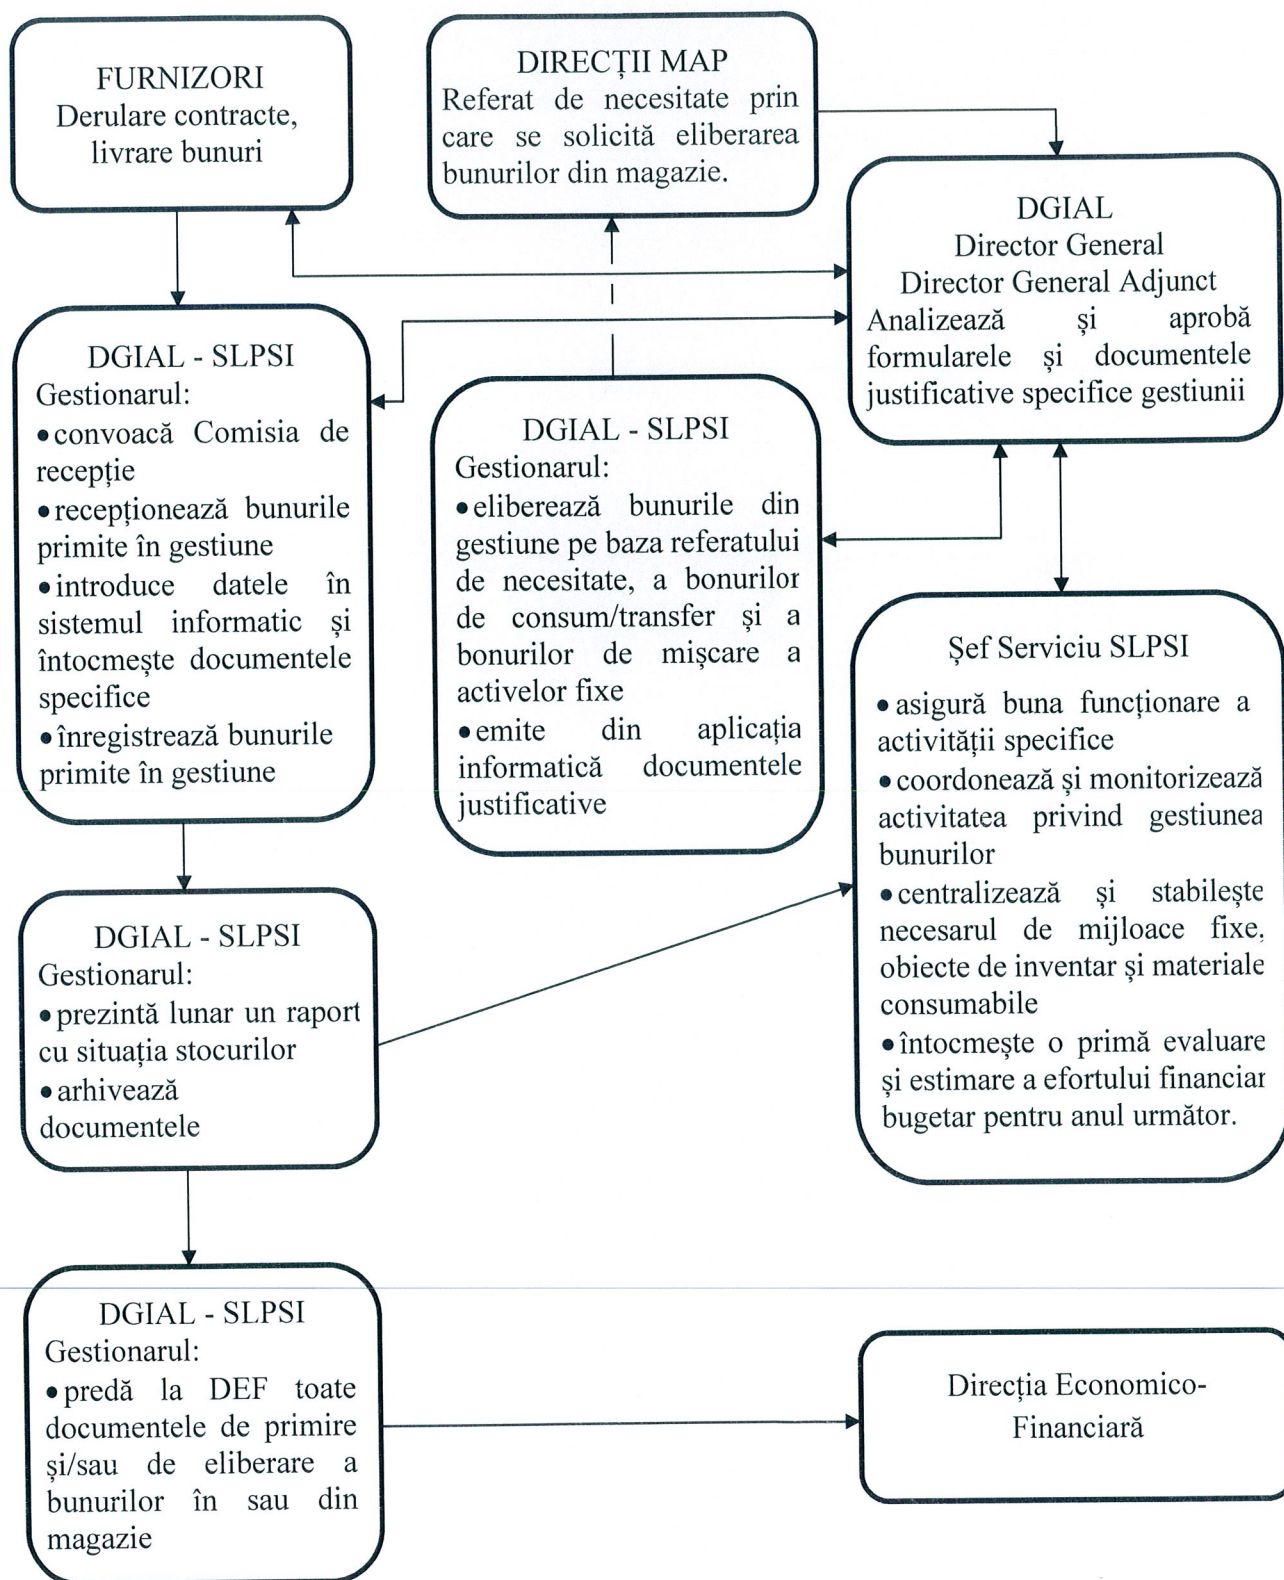 FURNIZORI
Derulare contracte,
livrare bunuri
DIRECȚII MAP
Referat de necesitate prin
care se solicită eliberarea
bunurilor din magazie.
DGIAL
Director General
Director General Adjunct
Analizează și aprobă
formularele și documentele
justificative specifice gestiunii
DGIAL - SLPSI
Gestionarul:
• convoacă Comisia de
recepție
• recepționează bunurile
primite în gestiune
• introduce datele în
sistemul informatic și
întocmește documentele
specifice
• înregistrează bunurile
primite în gestiune
DGIAL - SLPSI
Gestionarul:
• eliberează bunurile din
gestiune pe baza referatului
de necesitate, a bonurilor
de consum/transfer și a
bonurilor de mișcare a
activelor fixe
• emite din aplicația
informatică documentele
justificative
Șef Serviciu SLPSI
• asigură buna funcționare a
activității specifice
• coordonează și monitorizează
activitatea privind gestiunea
bunurilor
• centralizează și stabilește
necesarul de mijloace fixe,
obiecte de inventar și materiale
consumabile
• întocmește o primă evaluare
și estimare a efortului financiar
bugetar pentru anul următor.
DGIAL - SLPSI
Gestionarul:
• prezintă lunar un raport
cu situația stocurilor
• arhivează
documentele
DGIAL - SLPSI
Gestionarul:
• predă la DEF toate
documentele de primire
și/sau de eliberare a
bunurilor în sau din
magazie
Direcția Economico-
Financiară